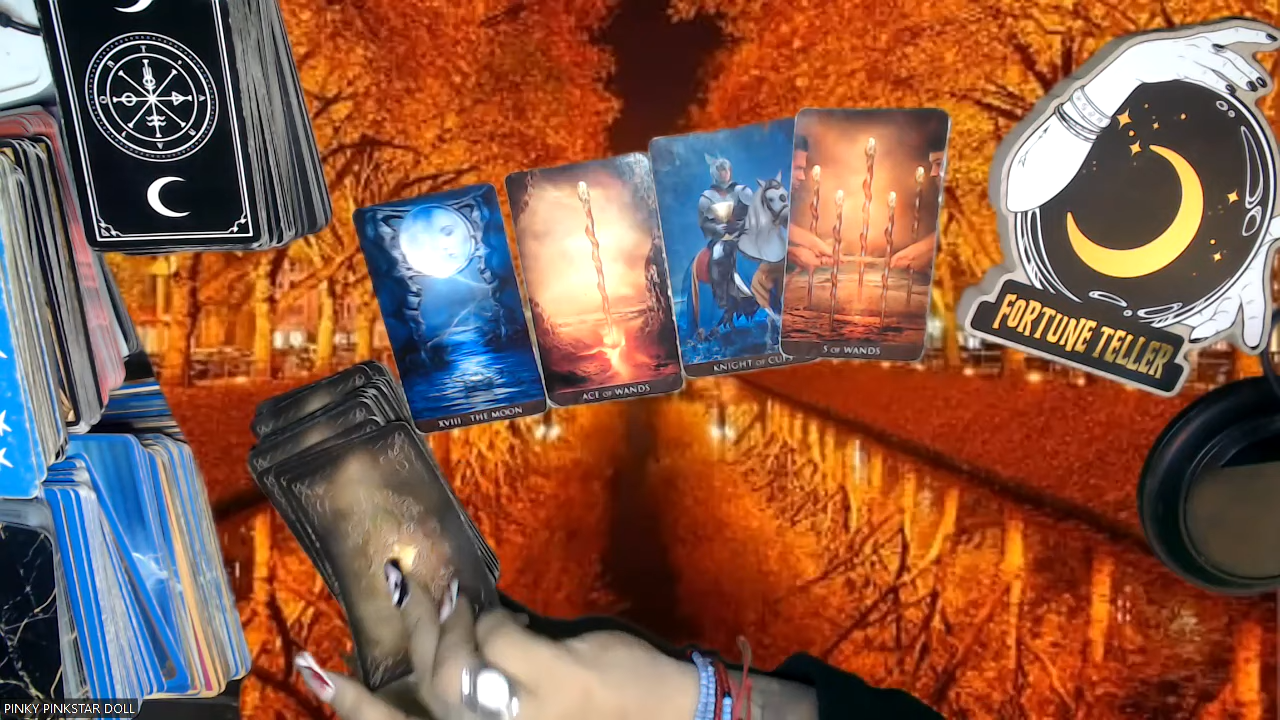 XVIII THE MOON
ACE OF WANDS
KNIGHT OF CUPS
5 OF WANDS
FORTUNE TELLER
PINKY PINKSTAR DOLL